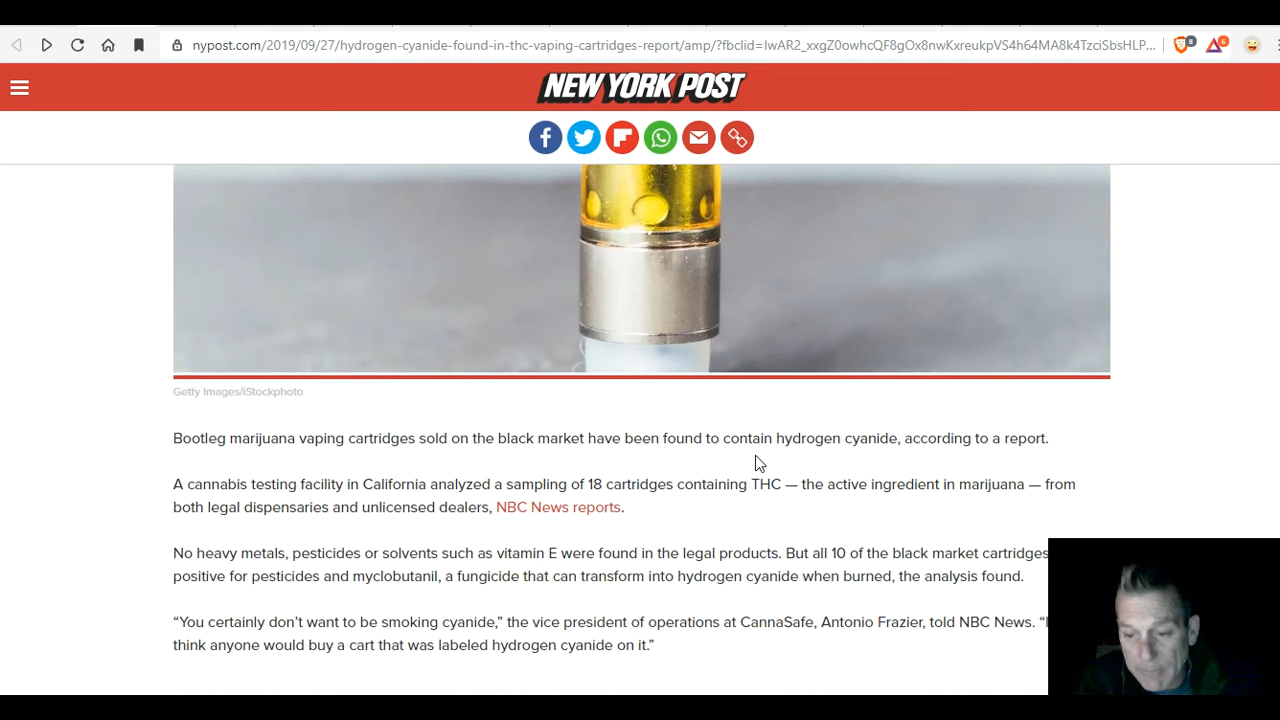 nypost.com/2019/09/27/hydrogen-cyanide-found-in-thc-vaping-cartridges-report/amp/?fbclid=IwAR2_xxgZ0owhcQF8gOx8nwKoeukpVS4h64MA8k4TzciSbsHLP...
8
6
NEW YORK POST
Getty Images/iStockphoto
Bootleg marijuana vaping cartridges sold on the black market have been found to contain hydrogen cyanide, according to a report.
A cannabis testing facility in California analyzed a sampling of 18 cartridges containing THC — the active ingredient in marijuana — from
both legal dispensaries and unlicensed dealers, NBC News reports.
No heavy metals, pesticides or solvents such as vitamin E were found in the legal products. But all 10 of the black market cartridges
positive for pesticides and myclobutanil, a fungicide that can transform into hydrogen cyanide when burned, the analysis found.
“You certainly don’t want to be smoking cyanide,” the vice president of operations at CannaSafe, Antonio Frazier, told NBC News. “
think anyone would buy a cart that was labeled hydrogen cyanide on it.”